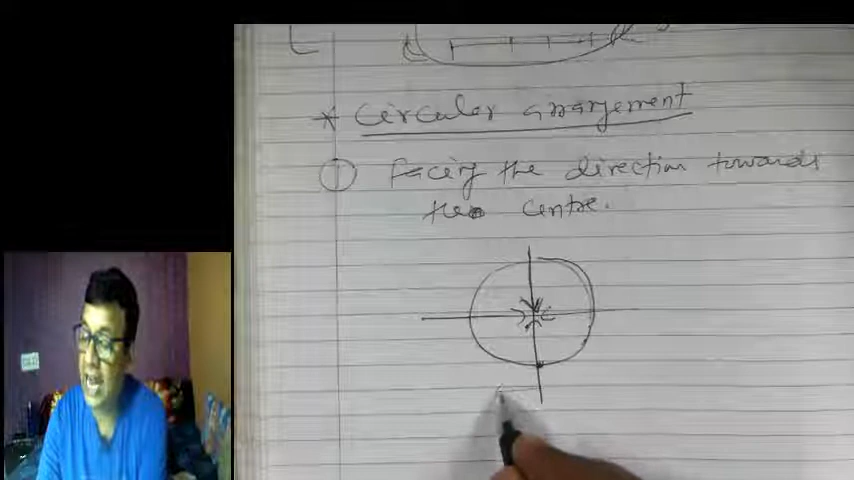 * Circular arrangement
① Facing the direction towards
the centre.